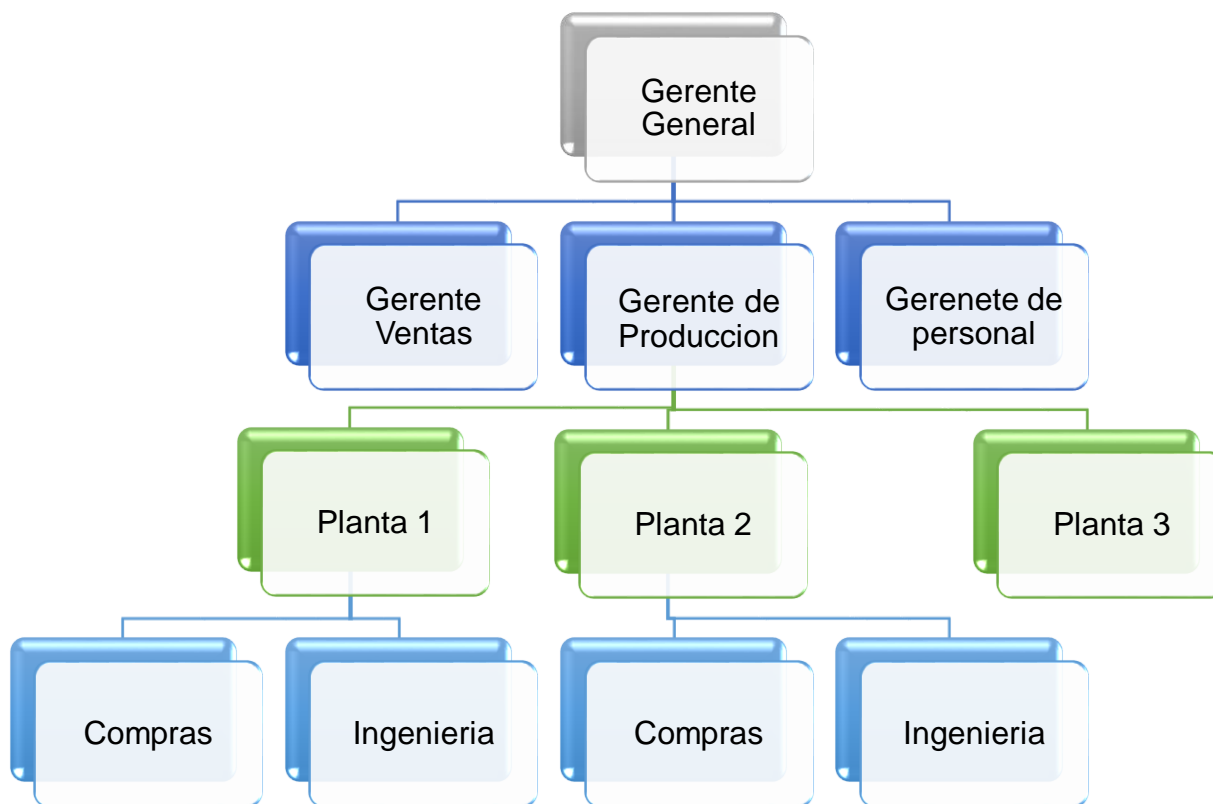 Gerente
General
Gerente
Ventas
Gerente de
Produccion
Gerenete de
personal
Planta 1
Planta 2
Planta 3
Compras
Ingenieria
Compras
Ingenieria